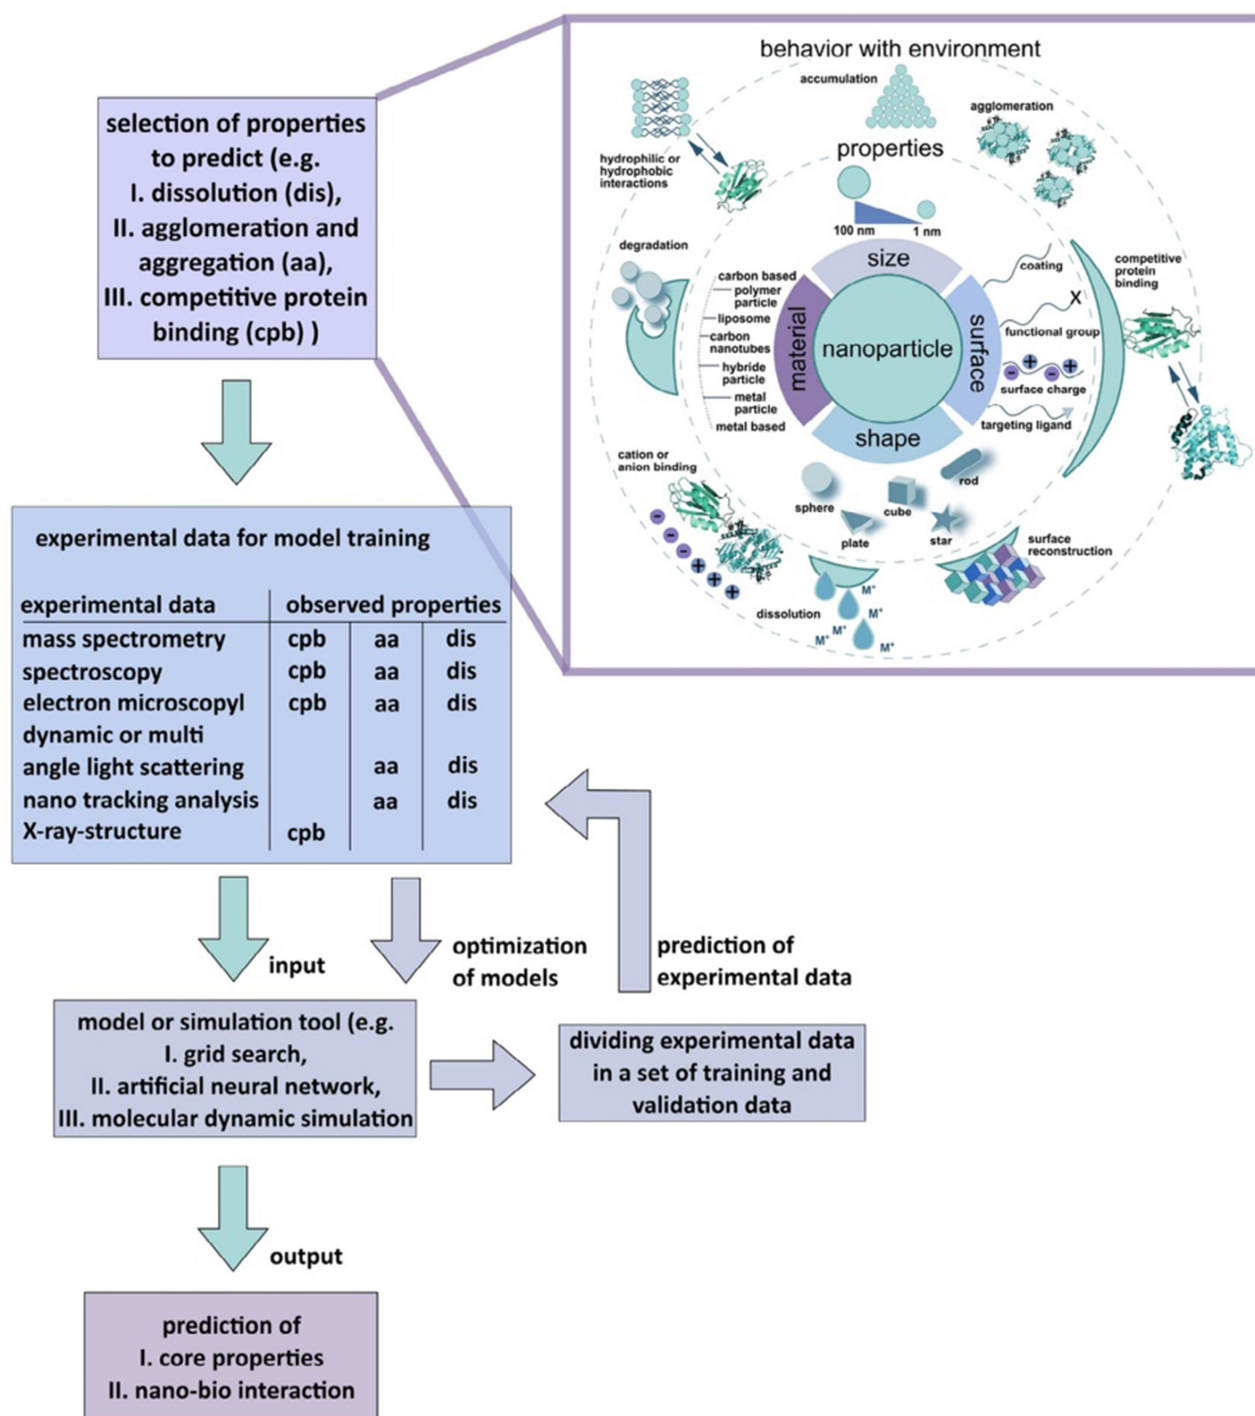 selection of properties
to predict (e.g.
I. dissolution (dis),
II. agglomeration and
aggregation (aa),
III. competitive protein
binding (cpb) )
behavior with environment
accumulation
agglomeration
hydrophilic or
hydrophobic
interactions
properties
100 nm
1 nm
degradation
size
coating
competitive
protein
binding
carbon based
polymer
particle
liposome
carbon
nanotubes
hybride
particle
metal
particle
metal based
material
nanoparticle
surface
X
functional group
- + - +
surface charge
targeting ligand
shape
cation or
anion binding
sphere
plate
cube
star
rod
surface
reconstruction
- - - + + +
dissolution
M⁺
M⁺
M⁺
M⁺
M⁺
experimental data for model training
experimental data observed properties
mass spectrometry cpb aa dis
spectroscopy cpb aa dis
electron microscopyl cpb aa dis
dynamic or multi
angle light scattering aa dis
nano tracking analysis aa dis
X-ray-structure cpb
input
optimization
of models
prediction of
experimental data
model or simulation tool (e.g.
I. grid search,
II. artificial neural network,
III. molecular dynamic simulation
dividing experimental data
in a set of training and
validation data
output
prediction of
I. core properties
II. nano-bio interaction